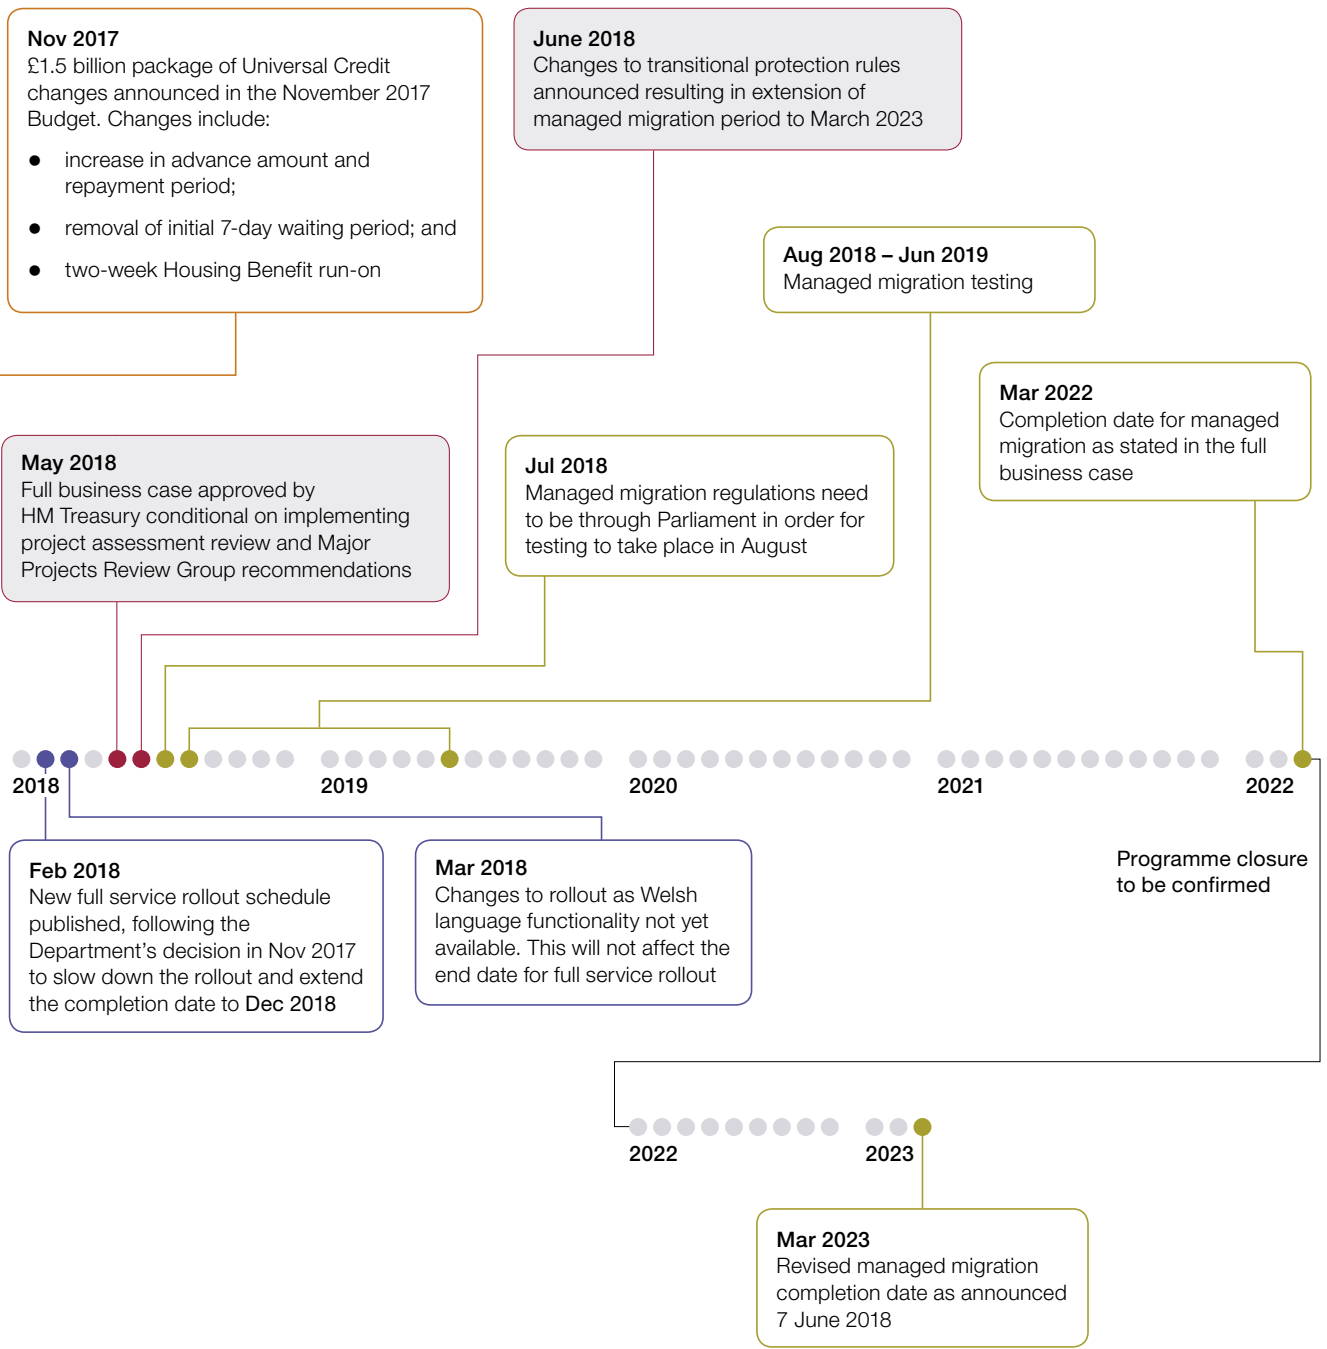 Nov 2017
£1.5 billion package of Universal Credit
changes announced in the November 2017
Budget. Changes include:
● increase in advance amount and
repayment period;
● removal of initial 7-day waiting period; and
● two-week Housing Benefit run-on
June 2018
Changes to transitional protection rules
announced resulting in extension of
managed migration period to March 2023
Aug 2018 – Jun 2019
Managed migration testing
Mar 2022
Completion date for managed
migration as stated in the full
business case
May 2018
Full business case approved by
HM Treasury conditional on implementing
project assessment review and Major
Projects Review Group recommendations
Jul 2018
Managed migration regulations need
to be through Parliament in order for
testing to take place in August
2018
2019
2020
2021
2022
Feb 2018
New full service rollout schedule
published, following the
Department’s decision in Nov 2017
to slow down the rollout and extend
the completion date to Dec 2018
Mar 2018
Changes to rollout as Welsh
language functionality not yet
available. This will not affect the
end date for full service rollout
Programme closure
to be confirmed
2022
2023
Mar 2023
Revised managed migration
completion date as announced
7 June 2018